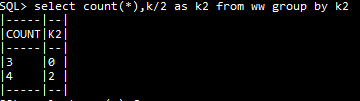 SQL> select count(*),k/2 as k2 from ww group by k2
|-----|--|
|COUNT|K2|
|-----|--|
|3    |0 |
|4    |2 |
|-----|--|